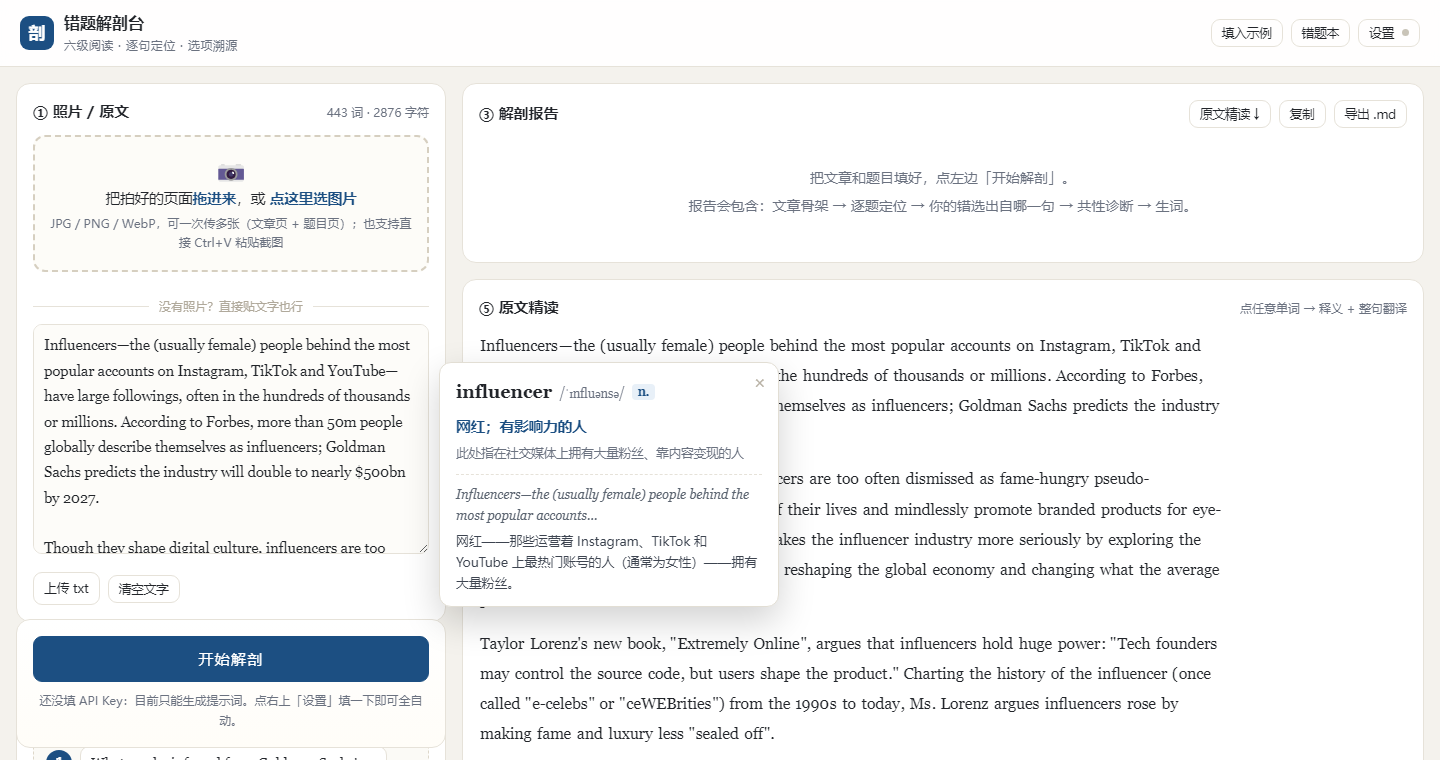 剖
错题解剖台
六级阅读 · 逐句定位 · 选项溯源
填入示例
错题本
设置
① 照片 / 原文
443 词 · 2876 字符
把拍好的页面拖进来，或 点这里选图片
JPG / PNG / WebP，可一次传多张（文章页 + 题目页）；也支持直
接 Ctrl+V 粘贴截图
没有照片？直接贴文字也行
Influencers—the (usually female) people behind the most
popular accounts on Instagram, TikTok and YouTube—
have large followings, often in the hundreds of thousands
or millions. According to Forbes, more than 50m people
globally describe themselves as influencers; Goldman
Sachs predicts the industry will double to nearly $500bn
by 2027.
Though they shape digital culture, influencers are too
上传 txt
清空文字
开始解剖
还没填 API Key：目前只能生成提示词。点右上「设置」填一下即可全自
动。
③ 解剖报告
原文精读↓
复制
导出 .md
把文章和题目填好，点左边「开始解剖」。
报告会包含：文章骨架 → 逐题定位 → 你的错选出自哪一句 → 共性诊断 → 生词。
⑤ 原文精读
点任意单词 → 释义 + 整句翻译
Influencers—the (usually female) people behind the most popular accounts on Instagram, TikTok and
the hundreds of thousands or millions. According to Forbes,
themselves as influencers; Goldman Sachs predicts the industry
are too often dismissed as fame-hungry pseudo-
their lives and mindlessly promote branded products for eye-
the influencer industry more seriously by exploring the
reshaping the global economy and changing what the average
influencer /ˈɪnfluənsə/ n.
×
网红；有影响力的人
此处指在社交媒体上拥有大量粉丝、靠内容变现的人
Influencers—the (usually female) people behind the
most popular accounts...
网红——那些运营着 Instagram、TikTok 和
YouTube 上最热门账号的人（通常为女性）——拥有
大量粉丝。
Taylor Lorenz's new book, "Extremely Online", argues that influencers hold huge power: "Tech founders
may control the source code, but users shape the product." Charting the history of the influencer (once
called "e-celebs" or "ceWEBrities") from the 1990s to today, Ms. Lorenz argues influencers rose by
making fame and luxury less "sealed off".